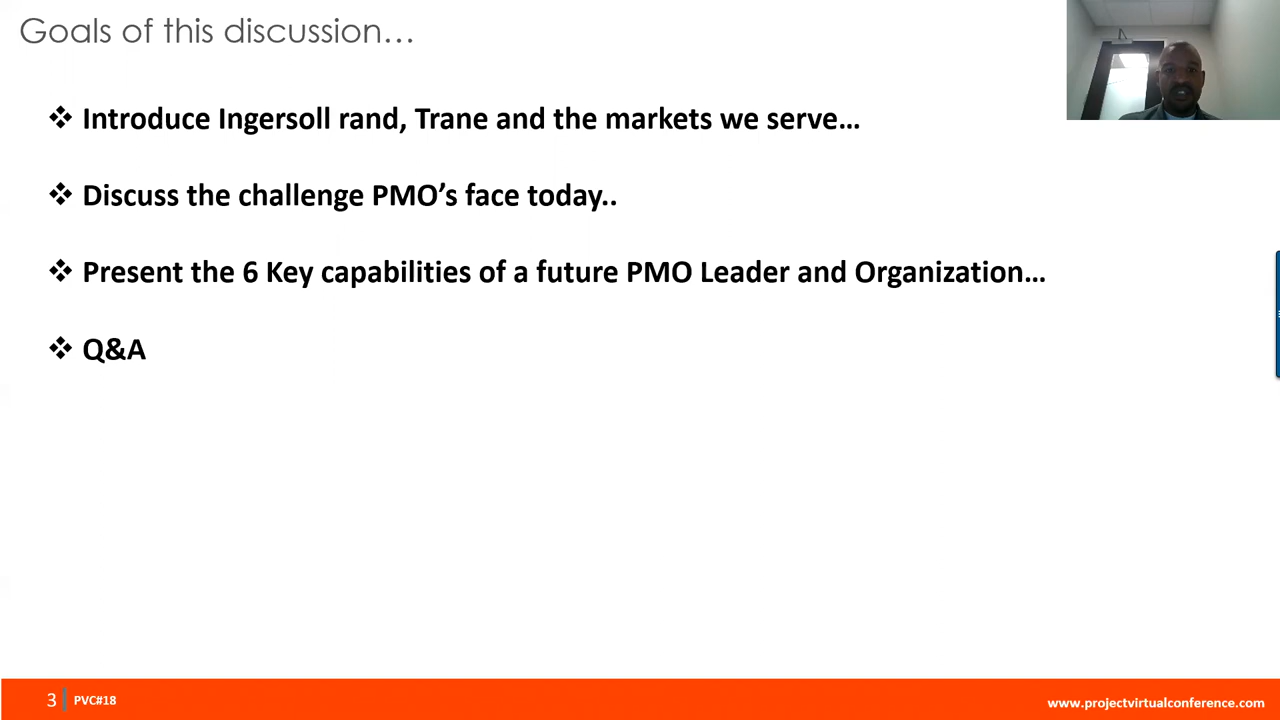 Goals of this discussion...
❖ Introduce Ingersoll rand, Trane and the markets we serve...
❖ Discuss the challenge PMO’s face today..
❖ Present the 6 Key capabilities of a future PMO Leader and Organization...
❖ Q&A
3 | PVC#18
www.projectvirtualconference.com